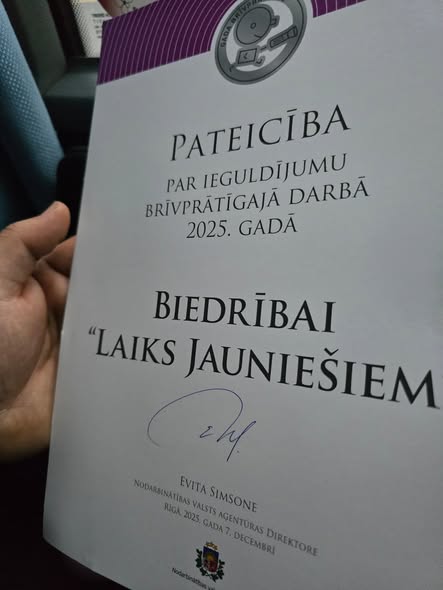 PATEICĪBA
PAR IEGULDĪJUMU
BRĪVPRĀTĪGAJĀ DARBĀ
2025. GADĀ
BIEDRĪBAI
“LAIKS JAUNIEŠIEM
EVITA SIMSONE
NODARBINĀTĪBAS VALSTS AĢENTŪRAS DIREKTORE
RĪGĀ, 2025. GADA 7. DECEMBRĪ
Nodarbinātības